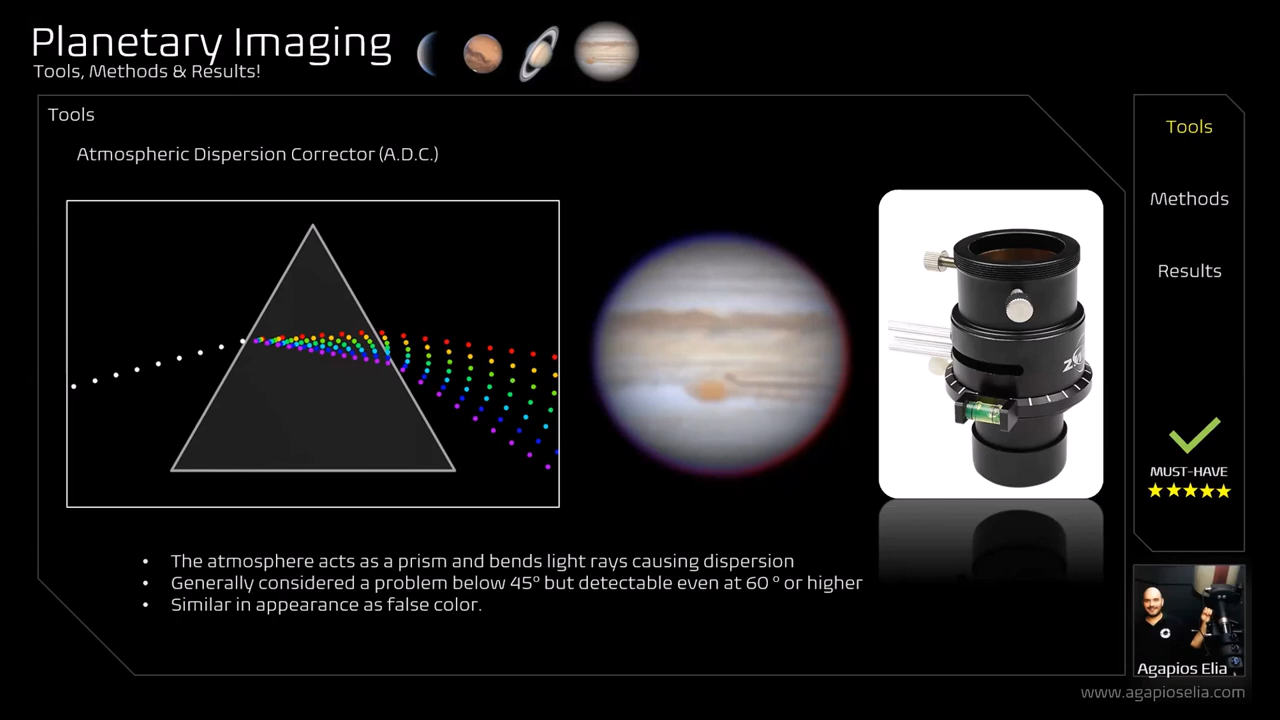 Planetary Imaging
Tools, Methods & Results!
Tools
Atmospheric Dispersion Corrector (A.D.C.)
Tools
Methods
Results
MUST-HAVE
• The atmosphere acts as a prism and bends light rays causing dispersion
• Generally considered a problem below 45° but detectable even at 60 ° or higher
• Similar in appearance as false color.
Agapios Elia
www.agapioselia.com